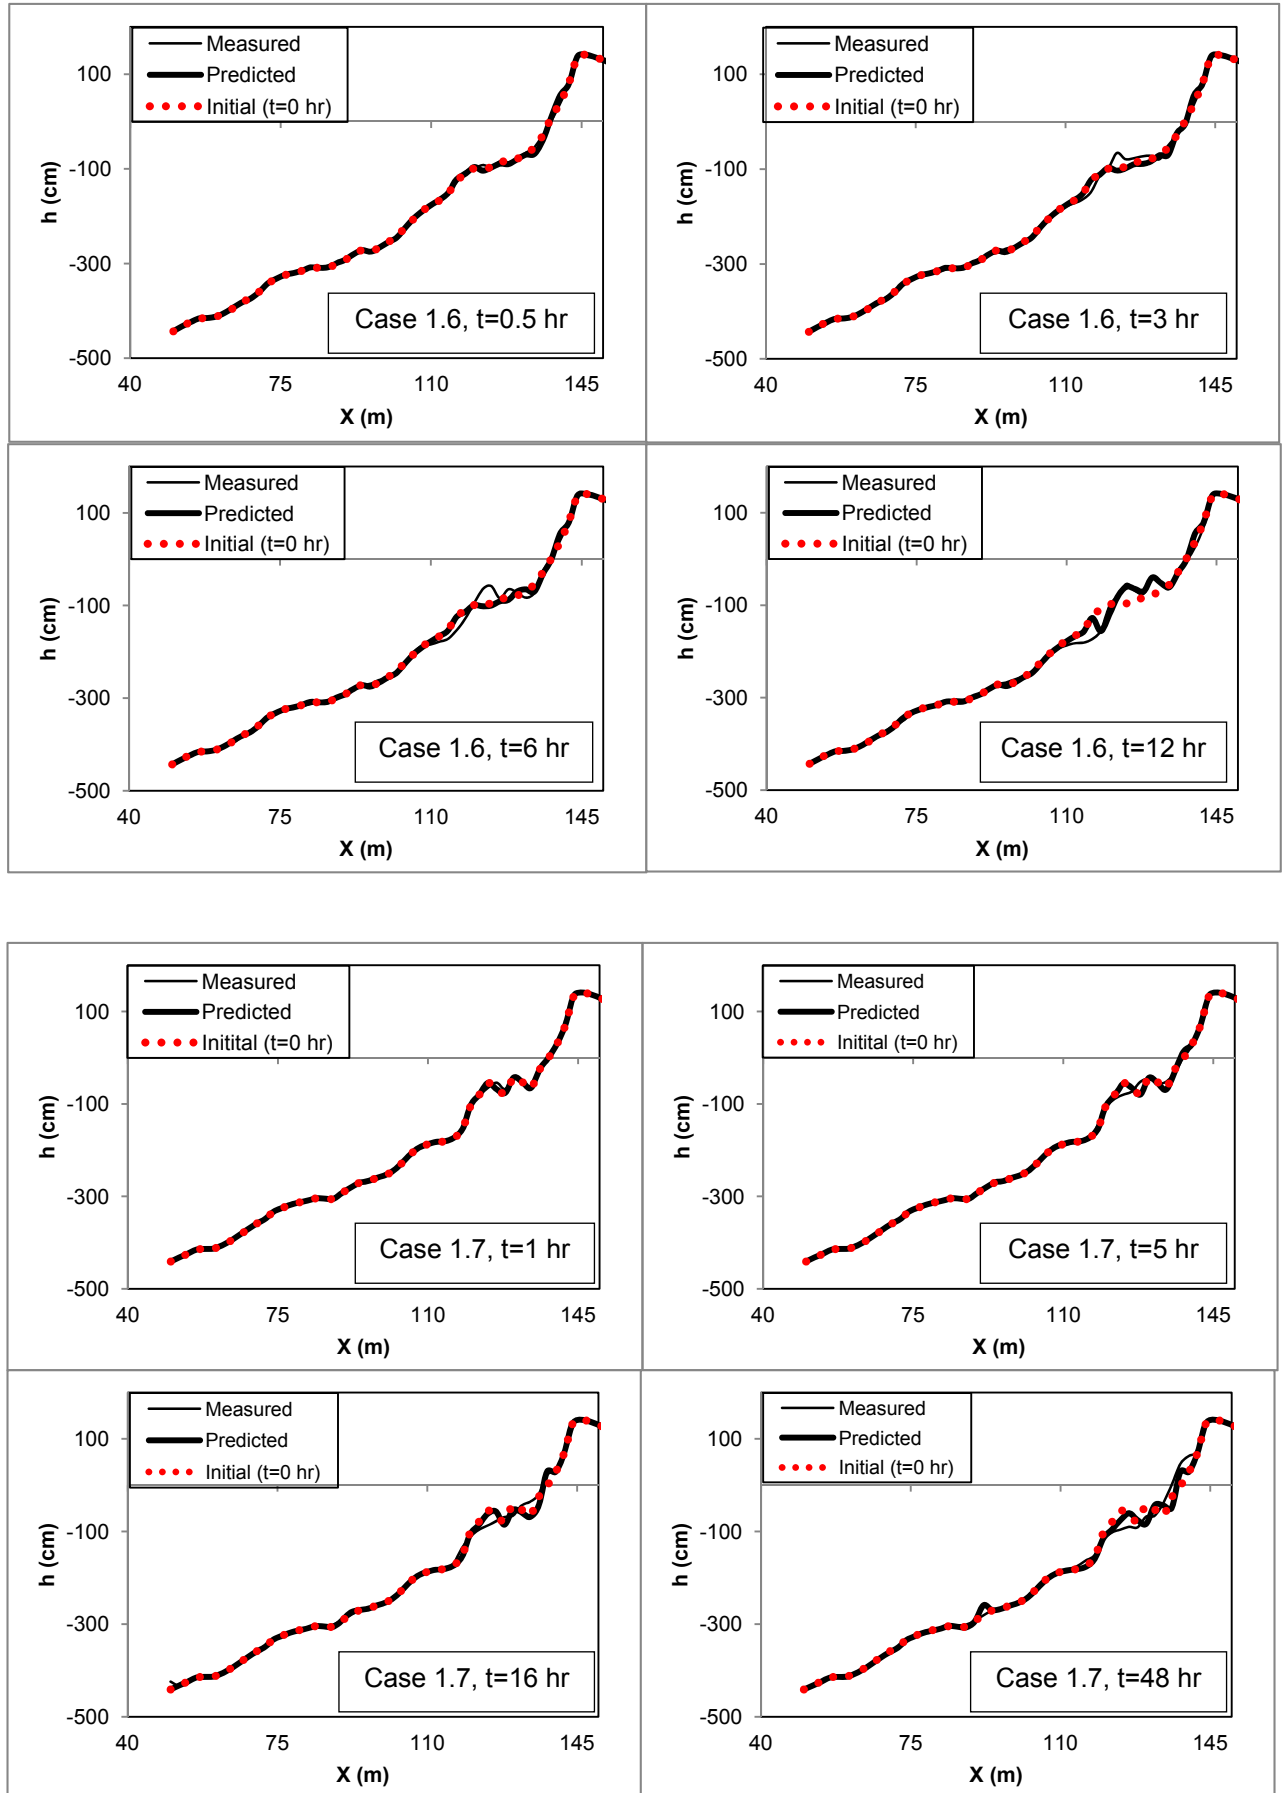 Measured
Predicted
Initial (t=0 hr)
100
-100
-300
-500
h (cm)
40
75
110
145
X (m)
Case 1.6, t=0.5 hr
Measured
Predicted
Initial (t=0 hr)
100
-100
-300
-500
h (cm)
40
75
110
145
X (m)
Case 1.6, t=3 hr
Measured
Predicted
Initial (t=0 hr)
100
-100
-300
-500
h (cm)
40
75
110
145
X (m)
Case 1.6, t=6 hr
Measured
Predicted
Initial (t=0 hr)
100
-100
-300
-500
h (cm)
40
75
110
145
X (m)
Case 1.6, t=12 hr
Measured
Predicted
Initital (t=0 hr)
100
-100
-300
-500
h (cm)
40
75
110
145
X (m)
Case 1.7, t=1 hr
Measured
Predicted
Initital (t=0 hr)
100
-100
-300
-500
h (cm)
40
75
110
145
X (m)
Case 1.7, t=5 hr
Measured
Predicted
Initial (t=0 hr)
100
-100
-300
-500
h (cm)
40
75
110
145
X (m)
Case 1.7, t=16 hr
Measured
Predicted
Initial (t=0 hr)
100
-100
-300
-500
h (cm)
40
75
110
145
X (m)
Case 1.7, t=48 hr